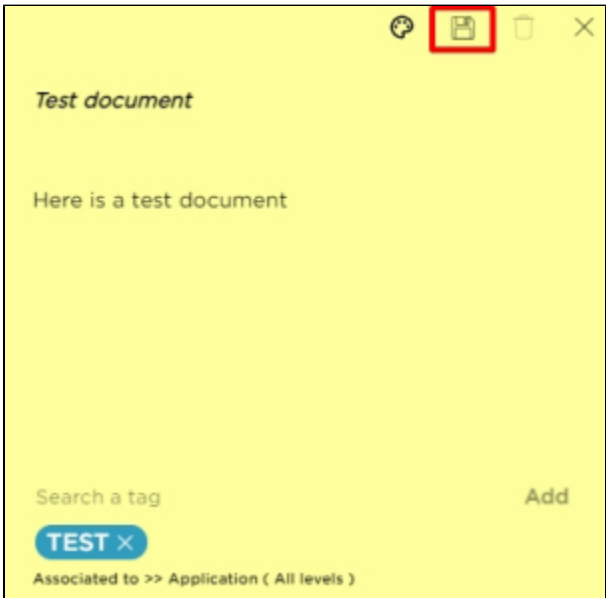 Test document
Here is a test document
Search a tag
Add
TEST ×
Associated to >> Application ( All levels )